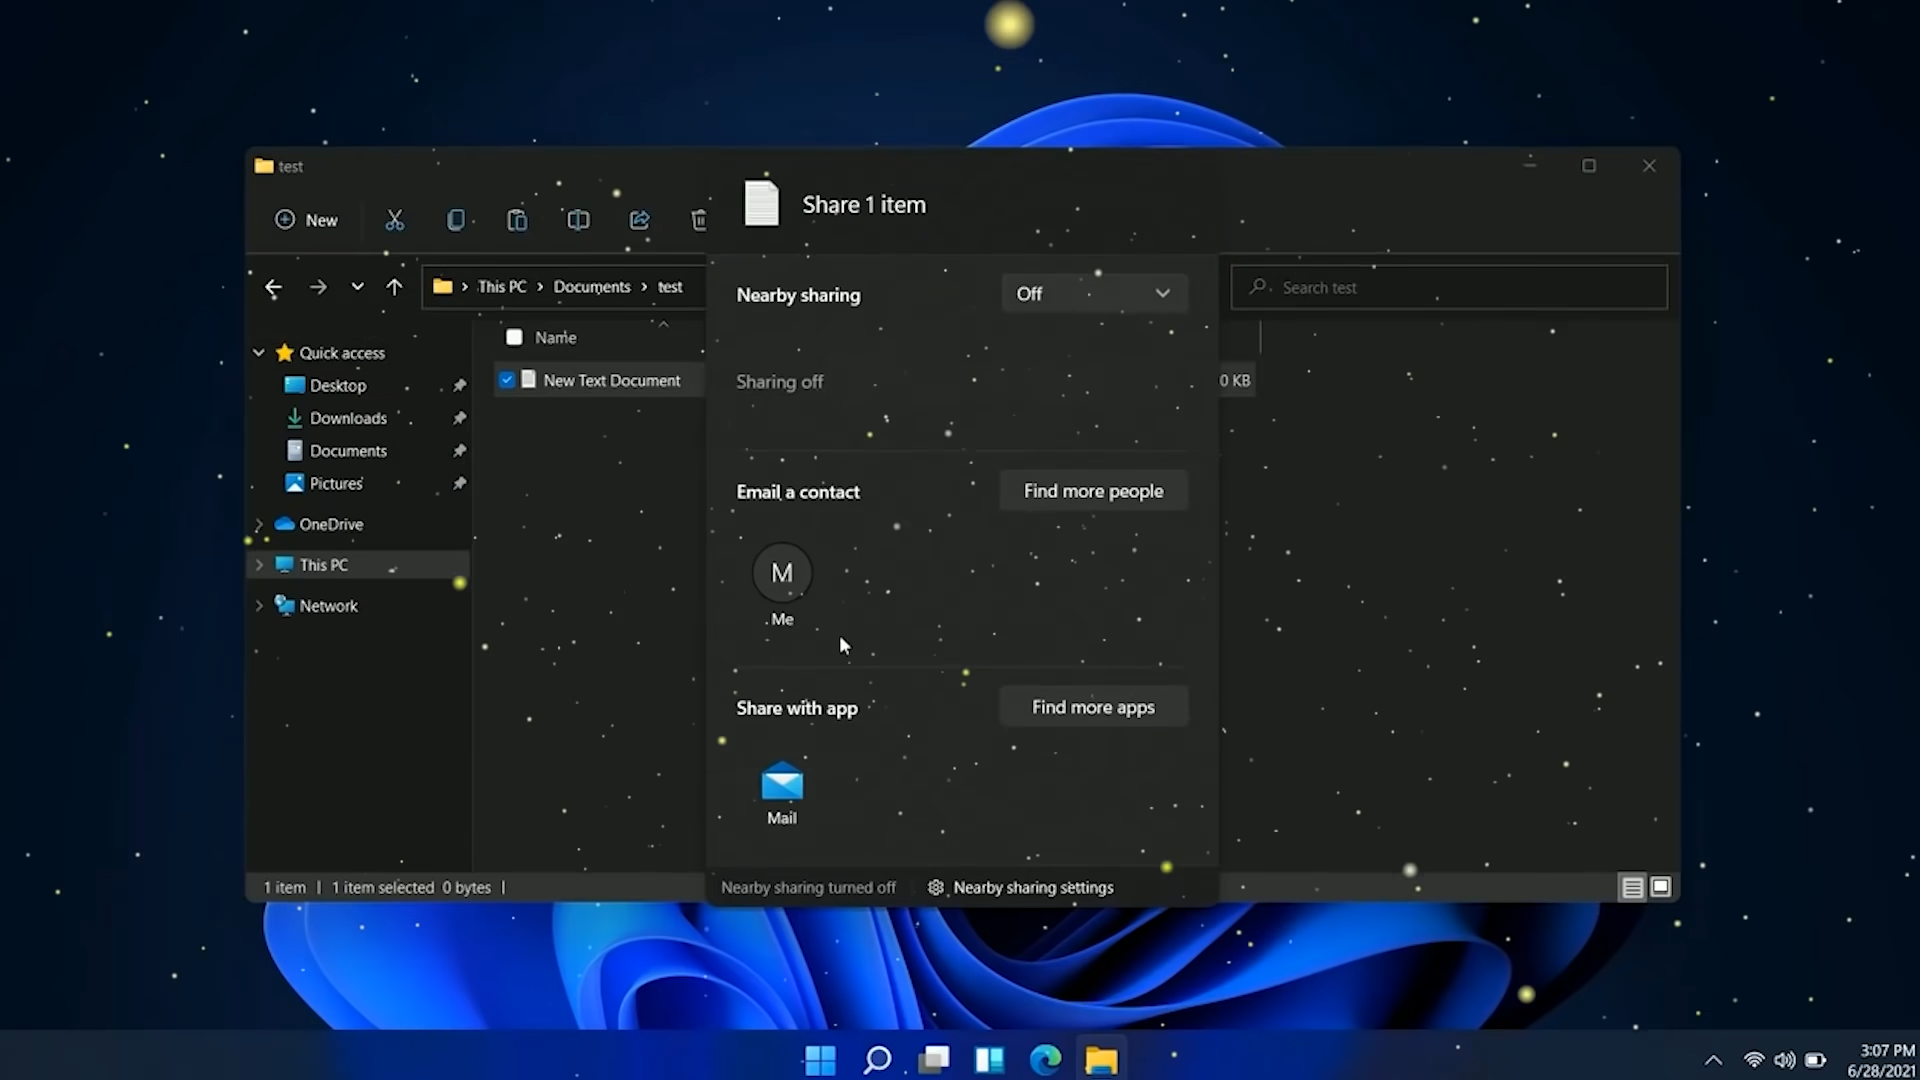 test
Share 1 item
New
This PC
Documents
test
Search test
Nearby sharing
Off
Name
Quick access
New Text Document
Sharing off
0 KB
Desktop
Downloads
Documents
Pictures
Email a contact
Find more people
OneDrive
This PC
M
Me
Network
Share with app
Find more apps
Mail
1 item | 1 item selected 0 bytes |
Nearby sharing turned off
Nearby sharing settings
3:07 PM
6/28/2021